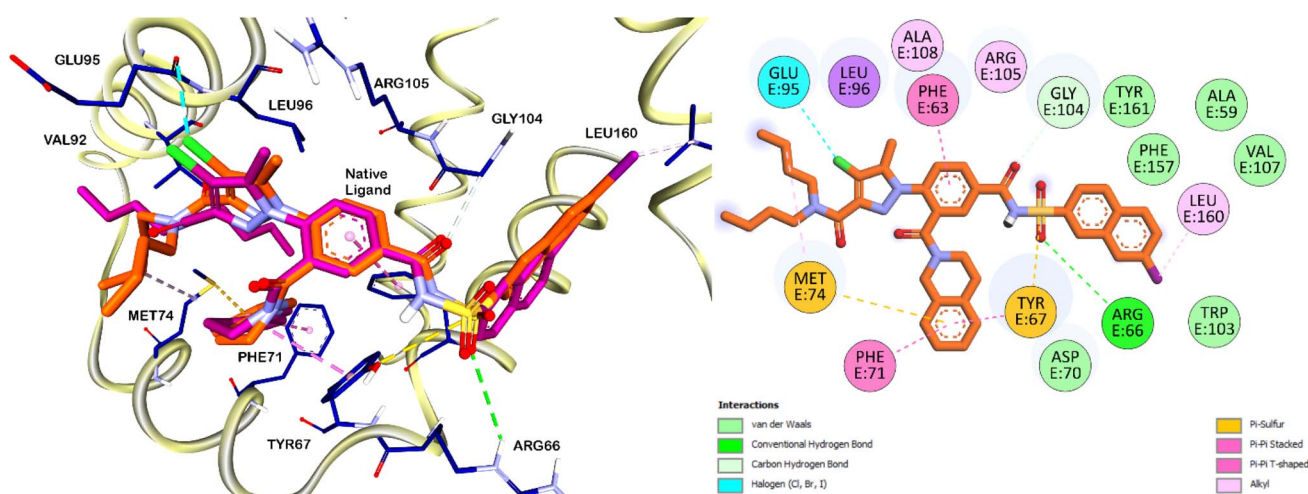 GLU95
LEU96
VAL92
ARG105
GLY104
LEU160
Native
Ligand
MET74
PHE71
TYR67
ARG66
ALA
E:108
GLU
E:95
LEU
E:96
PHE
E:63
ARG
E:105
GLY
E:104
TYR
E:161
ALA
E:59
PHE
E:157
VAL
E:107
LEU
E:160
MET
E:74
TYR
E:67
ARG
E:66
TRP
E:103
PHE
E:71
ASP
E:70
Interactions
van der Waals
Conventional Hydrogen Bond
Carbon Hydrogen Bond
Halogen (Cl, Br, I)
Pi-Sulfur
Pi-Pi Stacked
Pi-Pi T-shaped
Alkyl